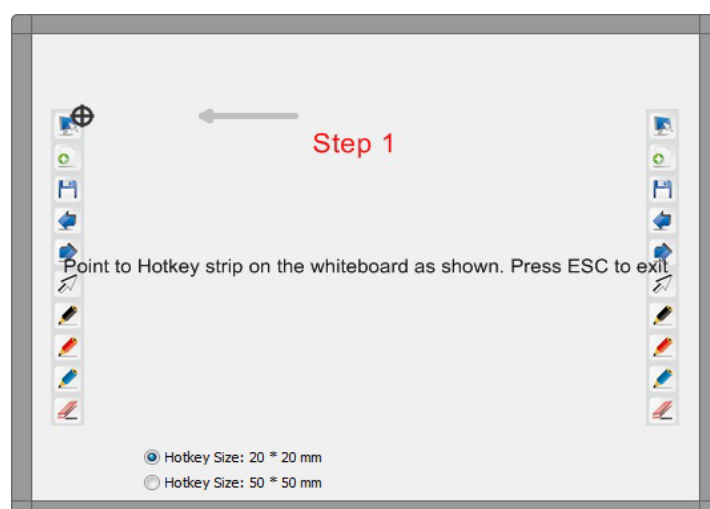 Step 1
Point to Hotkey strip on the whiteboard as shown. Press ESC to exit
Hotkey Size: 20 * 20 mm
Hotkey Size: 50 * 50 mm